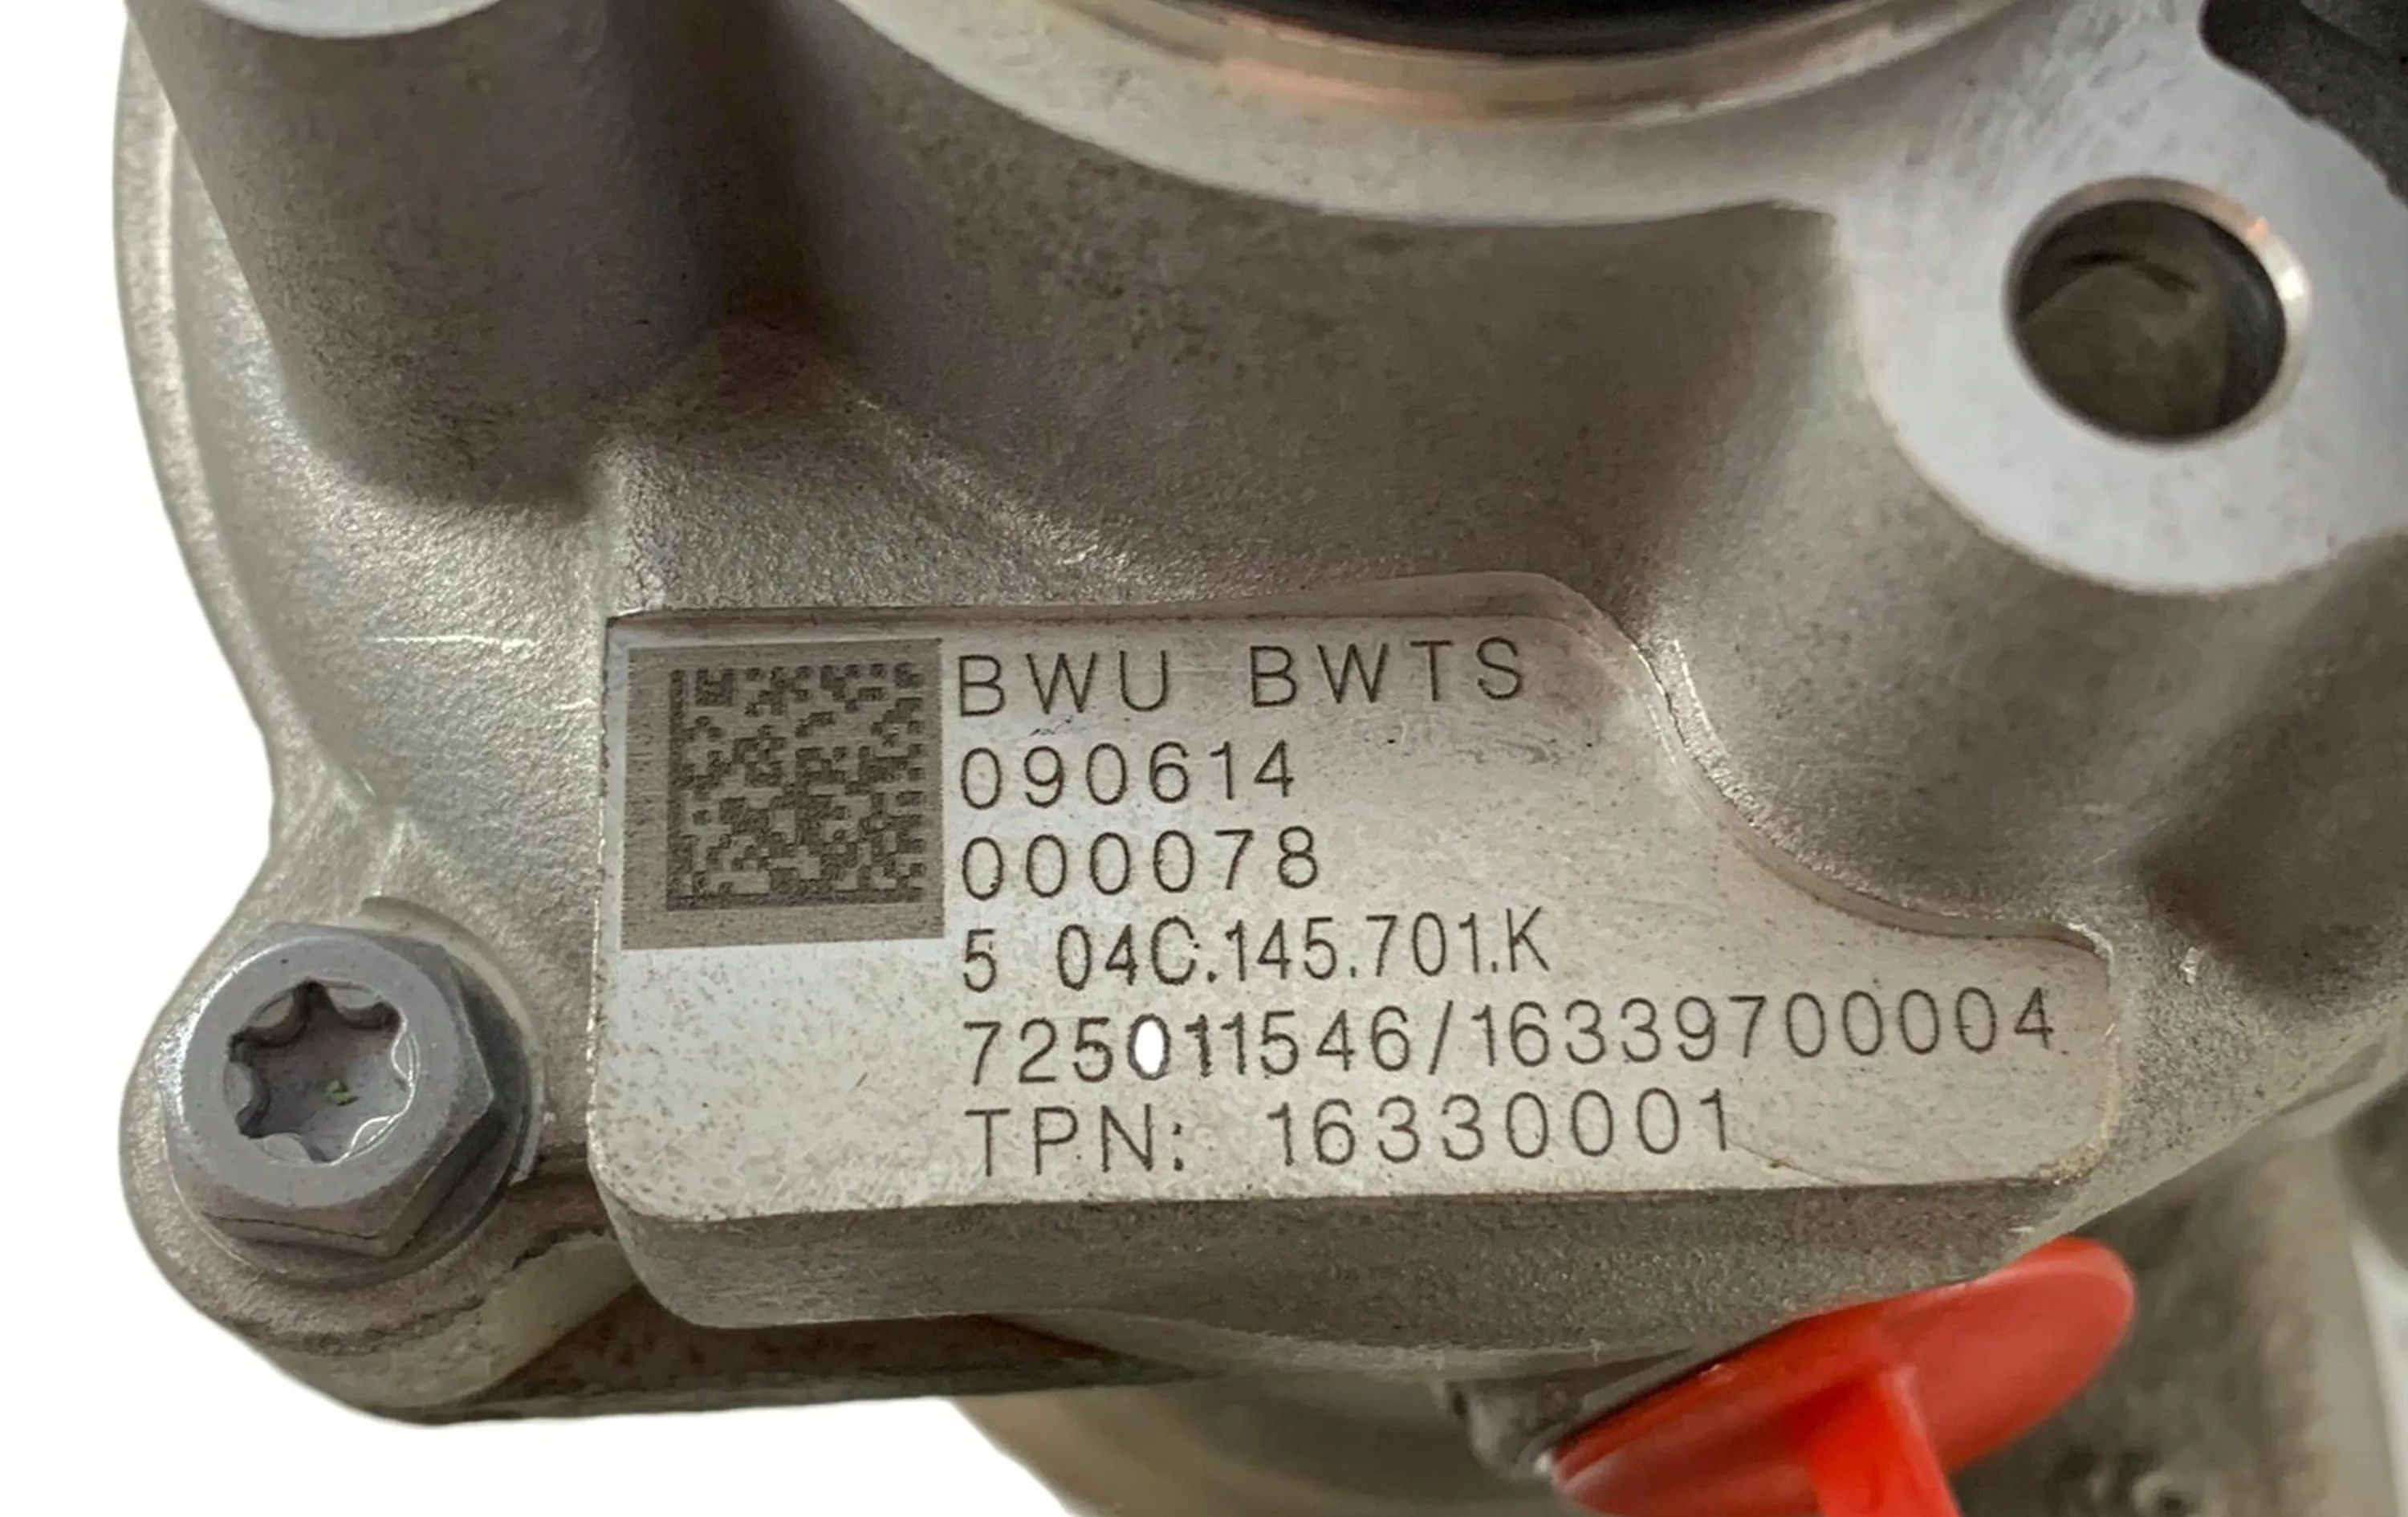 BWU BWTS
090614
000078
5 04C.145.701.K
725011546/16339700004
TPN: 16330001